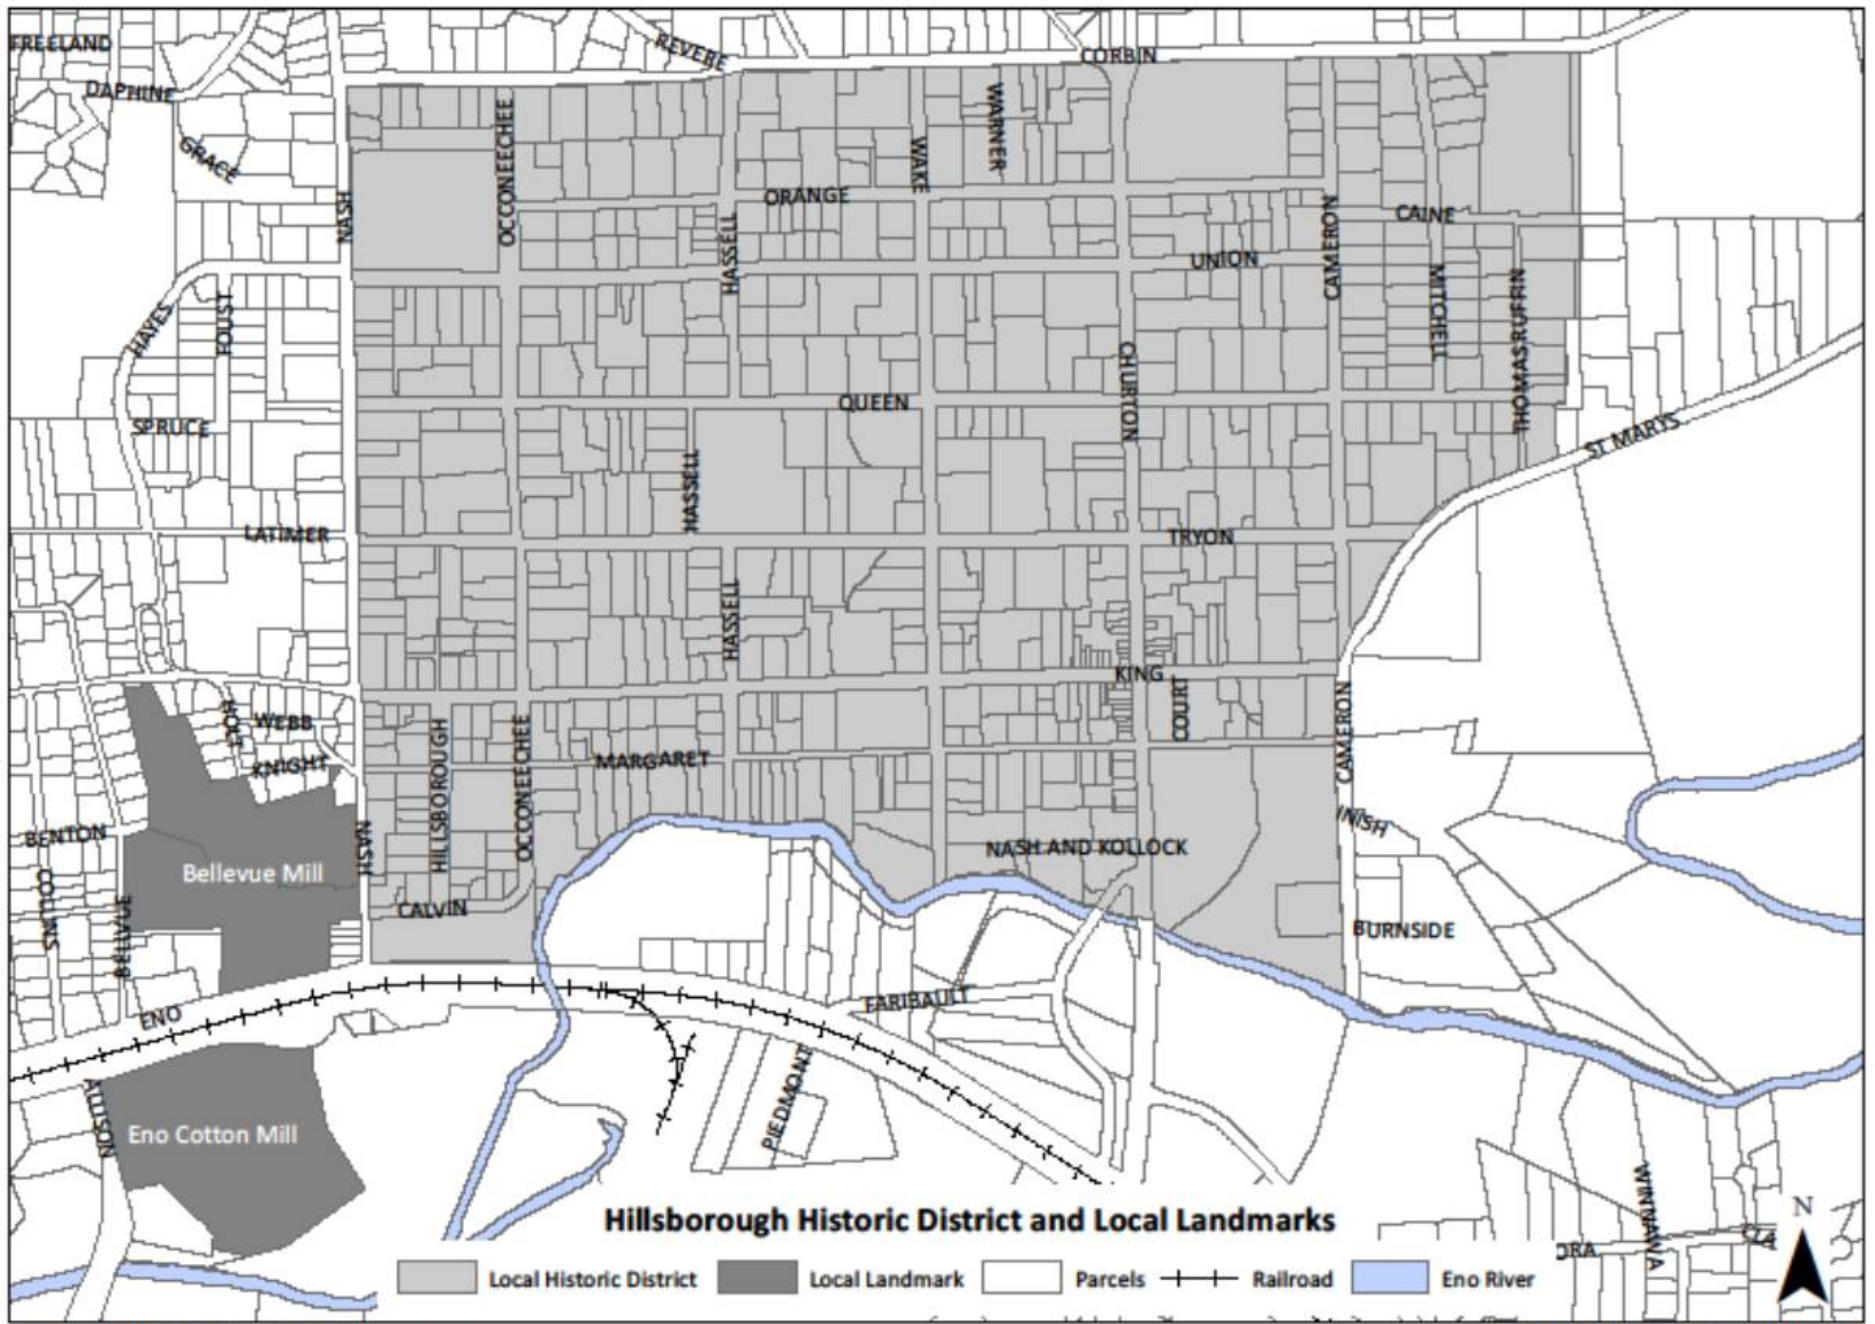 FREELAND
REVERE
CORBIN
DAPHINE
GRACE
NASH
OCCONEECHEE
WARNER
WAKE
ORANGE
HASSELL
CAMERON
CAINE
UNION
HAYES
FOUST
MITCHELL
THOMAS RUFFIN
CHURTON
QUEEN
SPRUCE
ST MARYS
HASSELL
LATIMER
TRYON
HASSELL
KING
COURT
HOLT
WEBB
KNIGHT
HILLSBOROUGH
OCCONEECHEE
MARGARET
CAMERON
BENTON
NASH
INISH
NASH AND KOLLOCK
Bellevue Mill
COLLINS
BELLVUE
CALVIN
BURNSIDE
ENO
FARIBAULT
ALLISON
PIEDMONT
Eno Cotton Mill
WINNAWA
N
Hillsborough Historic District and Local Landmarks
Local Historic District
Local Landmark
Parcels
Railroad
Eno River